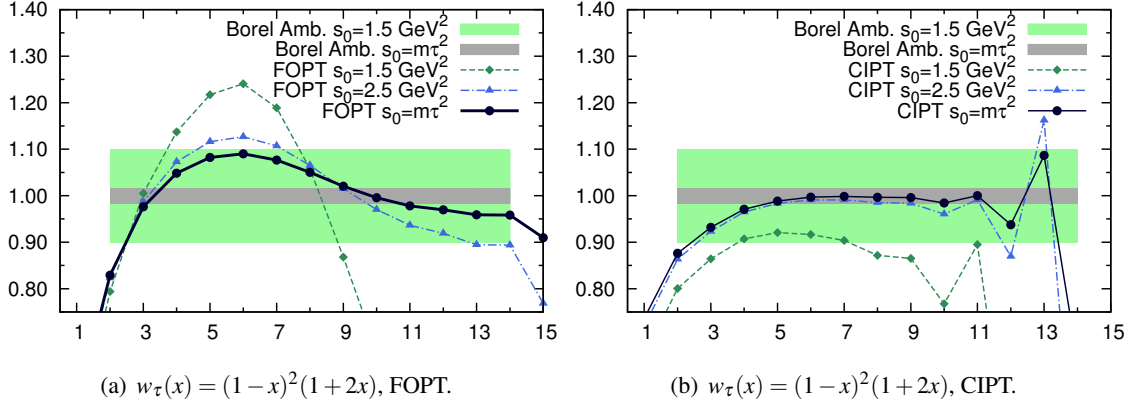 1.40
1.30
1.20
1.10
1.00
0.90
0.80
Borel Amb. s₀=1.5 GeV²
Borel Amb. s₀=mτ²
FOPT s₀=1.5 GeV²
FOPT s₀=2.5 GeV²
FOPT s₀=mτ²
1 3 5 7 9 11 13 15
(a) w_τ(x) = (1−x)²(1+2x), FOPT.
1.40
1.30
1.20
1.10
1.00
0.90
0.80
Borel Amb. s₀=1.5 GeV²
Borel Amb. s₀=mτ²
CIPT s₀=1.5 GeV²
CIPT s₀=2.5 GeV²
CIPT s₀=mτ²
1 3 5 7 9 11 13 15
(b) w_τ(x) = (1−x)²(1+2x), CIPT.